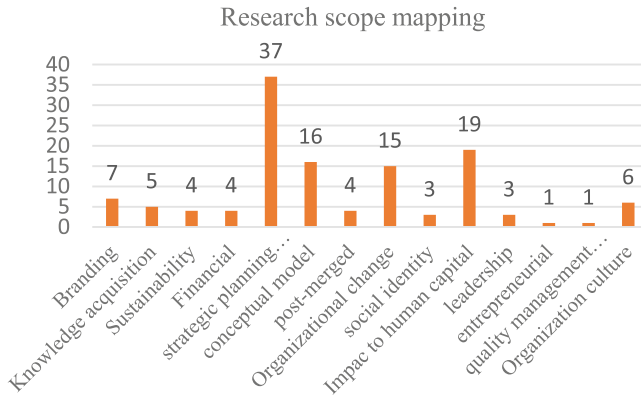 Research scope mapping
40
35
30
25
20
15
10
5
0
7
5
4
4
37
16
4
15
3
19
3
1
1
6
Branding
Knowledge acquisition
Sustainability
Financial
strategic planning...
conceptual model
post-merged
Organizational change
social identity
Impac to human capital
leadership
entrepreneurial
quality management...
Organization culture